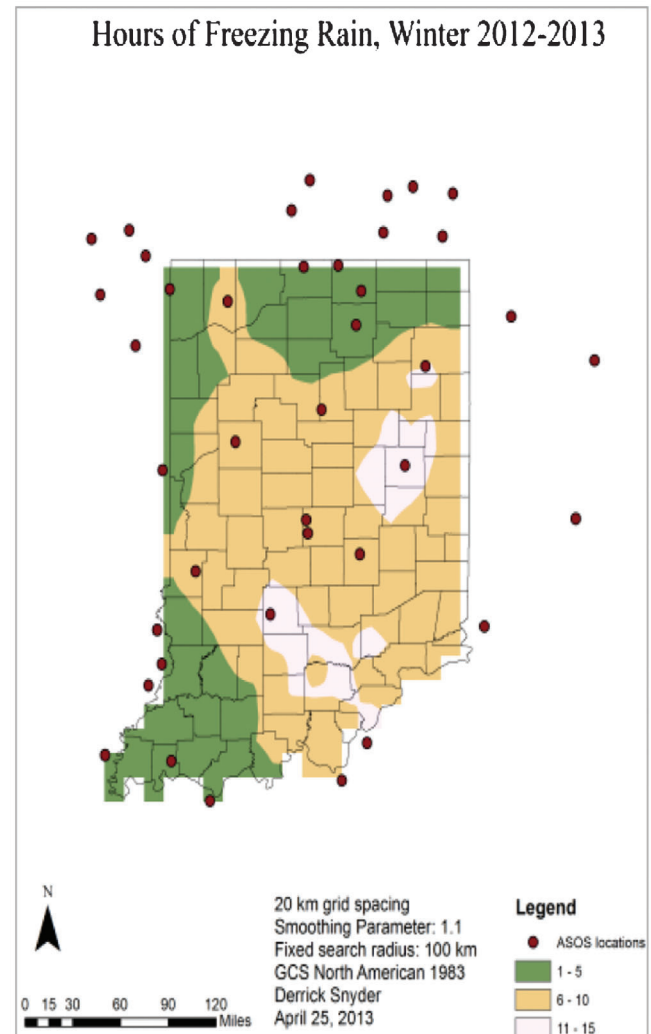 Hours of Freezing Rain, Winter 2012-2013
N
0 15 30 60 90 120
Miles
20 km grid spacing
Smoothing Parameter: 1.1
Fixed search radius: 100 km
GCS North American 1983
Derrick Snyder
April 25, 2013
Legend
ASOS locations
1 - 5
6 - 10
11 - 15